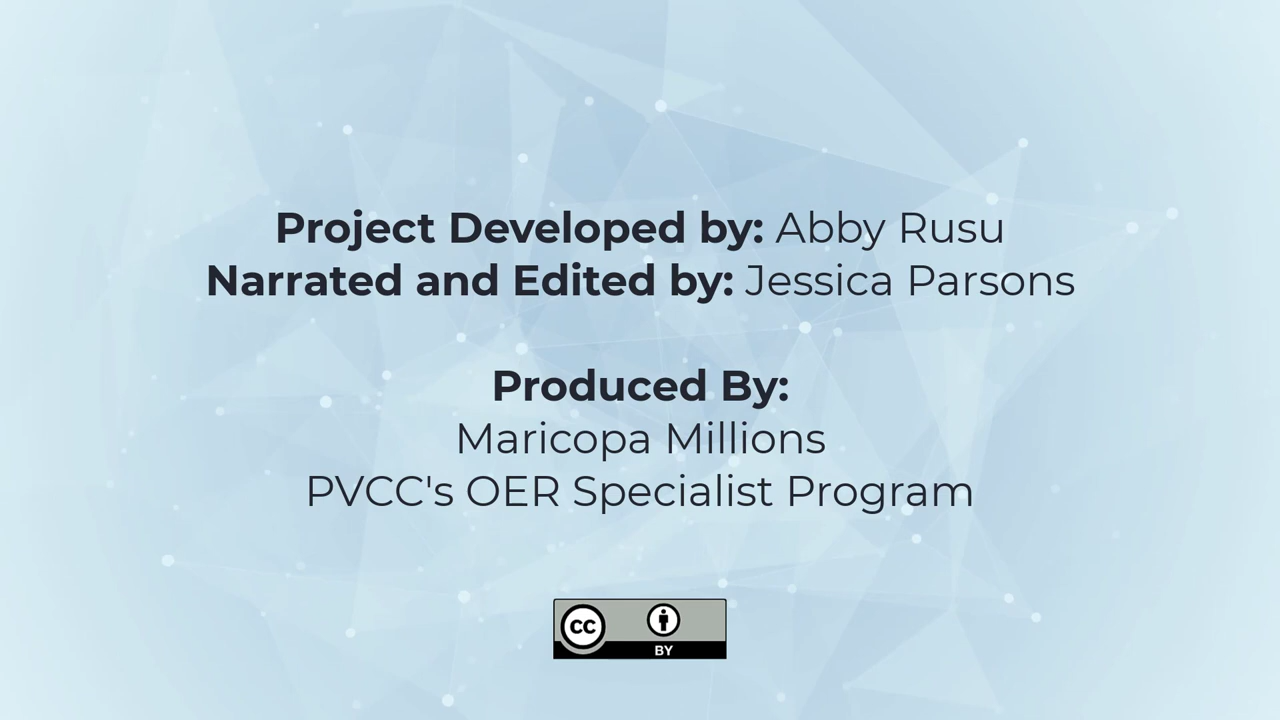 Project Developed by: Abby Rusu
Narrated and Edited by: Jessica Parsons
Produced By:
Maricopa Millions
PVCC's OER Specialist Program
cc
BY